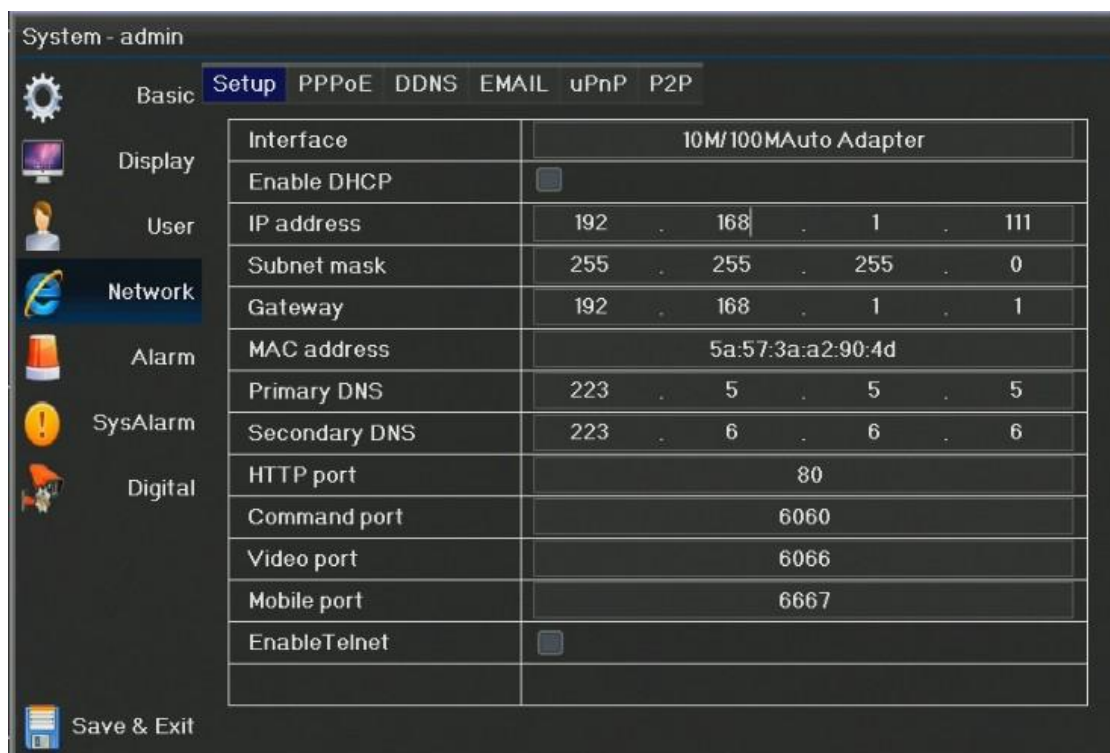 System - admin
Basic
Display
User
Network
Alarm
SysAlarm
Digital
Save & Exit
Setup PPPoE DDNS EMAIL uPnP P2P
Interface 10M/100MAuto Adapter
Enable DHCP
IP address 192 . 168 . 1 . 111
Subnet mask 255 . 255 . 255 . 0
Gateway 192 . 168 . 1 . 1
MAC address 5a:57:3a:a2:90:4d
Primary DNS 223 . 5 . 5 . 5
Secondary DNS 223 . 6 . 6 . 6
HTTP port 80
Command port 6060
Video port 6066
Mobile port 6667
EnableTelnet